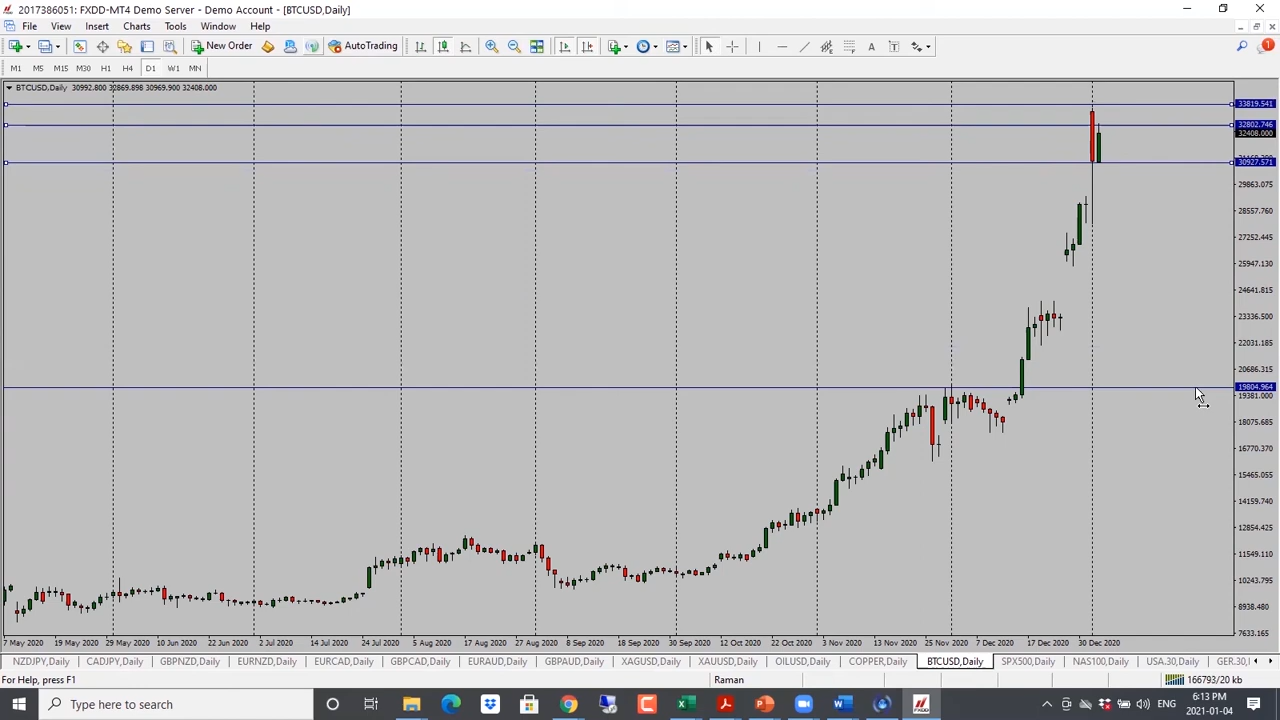 2017386051: FXDD-MT4 Demo Server - Demo Account - [BTCUSD,Daily]
File View Insert Charts Tools Window Help
New Order AutoTrading A T
M1 M5 M15 M30 H1 H4 D1 W1 MN
BTCUSD,Daily 30992.800 32869.898 30969.900 32408.000
33819.541
32802.746
32408.000
30927.571
29863.075
28557.760
27252.445
25947.130
24641.815
23336.500
22031.185
20686.315
19804.964
19381.000
18075.685
16770.370
15465.055
14159.740
12854.425
11549.110
10243.795
8938.480
7633.165
7 May 2020 19 May 2020 29 May 2020 10 Jun 2020 22 Jun 2020 2 Jul 2020 14 Jul 2020 24 Jul 2020 5 Aug 2020 17 Aug 2020 27 Aug 2020 8 Sep 2020 18 Sep 2020 30 Sep 2020 12 Oct 2020 22 Oct 2020 3 Nov 2020 13 Nov 2020 25 Nov 2020 7 Dec 2020 17 Dec 2020 30 Dec 2020
NZDJPY,Daily CADJPY,Daily GBPNZD,Daily EURNZD,Daily EURCAD,Daily GBPCAD,Daily EURAUD,Daily GBPAUD,Daily XAGUSD,Daily XAUUSD,Daily OILUSD,Daily COPPER,Daily BTCUSD,Daily SPX500,Daily NAS100,Daily USA.30,Daily GER.30,
For Help, press F1 Raman 166793/20 kb
Type here to search ENG 6:13 PM
2021-01-04